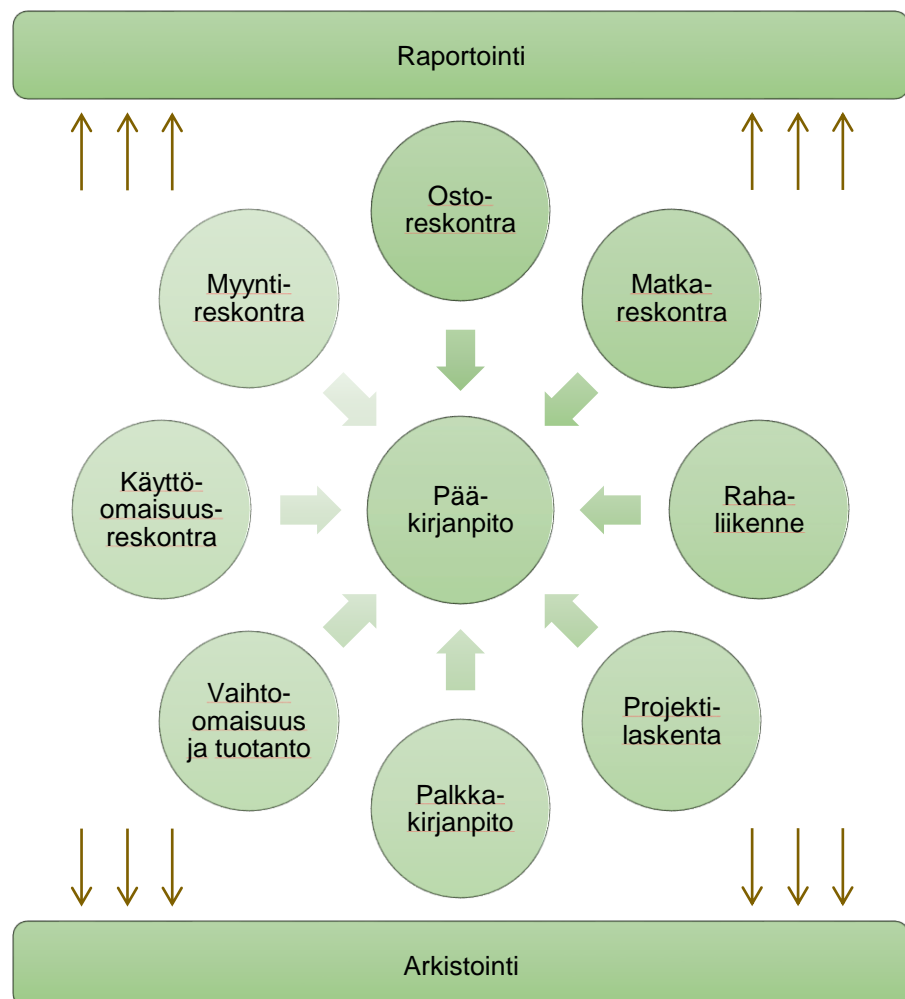 Raportointi
Osto-
reskontra
Myynti-
reskontra
Matka-
reskontra
Käyttö-
omaisuus-
reskontra
Pää-
kirjanpito
Raha-
liikenne
Vaihto-
omaisuus
ja tuotanto
Projekti-
laskenta
Palkka-
kirjanpito
Arkistointi